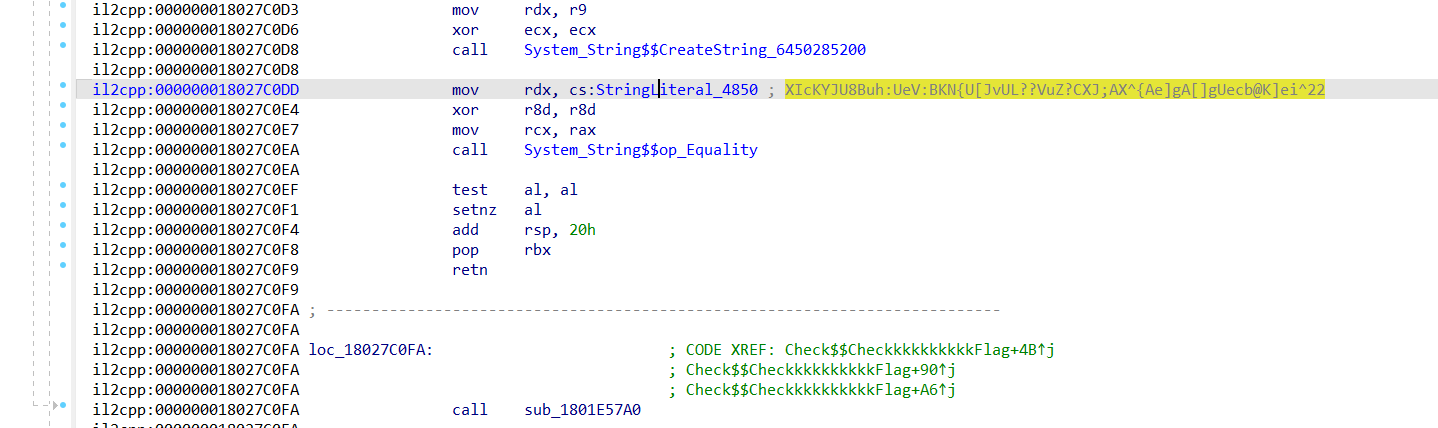 il2cpp:000000018027C0D3 mov rdx, r9
il2cpp:000000018027C0D6 xor ecx, ecx
il2cpp:000000018027C0D8 call System_String$$CreateString_6450285200
il2cpp:000000018027C0D8
il2cpp:000000018027C0DD mov rdx, cs:StringLiteral_4850 ; XIcKYJU8Buh:UeV:BKN{U[JvUL??VuZ?CXJ;AX^{Ae]gA[]gUecb@K]ei^22
il2cpp:000000018027C0E4 xor r8d, r8d
il2cpp:000000018027C0E7 mov rcx, rax
il2cpp:000000018027C0EA call System_String$$op_Equality
il2cpp:000000018027C0EA
il2cpp:000000018027C0EF test al, al
il2cpp:000000018027C0F1 setnz al
il2cpp:000000018027C0F4 add rsp, 20h
il2cpp:000000018027C0F8 pop rbx
il2cpp:000000018027C0F9 retn
il2cpp:000000018027C0F9
il2cpp:000000018027C0FA ; ---------------------------------------------------------------------------
il2cpp:000000018027C0FA
il2cpp:000000018027C0FA loc_18027C0FA: ; CODE XREF: Check$$CheckkkkkkkkkkFlag+4B↑j
il2cpp:000000018027C0FA ; Check$$CheckkkkkkkkkkFlag+90↑j
il2cpp:000000018027C0FA ; Check$$CheckkkkkkkkkkFlag+A6↑j
il2cpp:000000018027C0FA call sub_1801E57A0